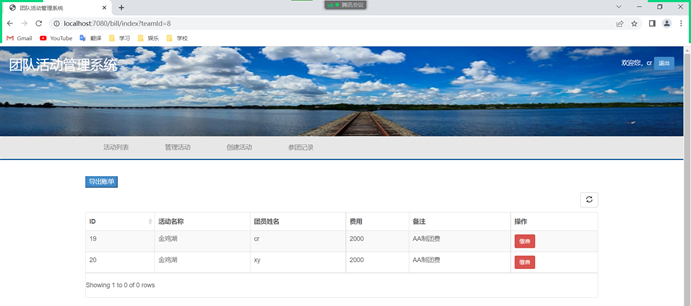 团队活动管理系统
腾讯会议
localhost:7080/bill/index?teamId=8
Gmail YouTube 翻译 学习 娱乐 学校
团队活动管理系统
欢迎您，cr 退出
活动列表 管理活动 创建活动 参团记录
导出账单
ID 活动名称 团员姓名 费用 备注 操作
19 金鸡湖 cr 2000 AA制团费
20 金鸡湖 xy 2000 AA制团费
Showing 1 to 0 of 0 rows